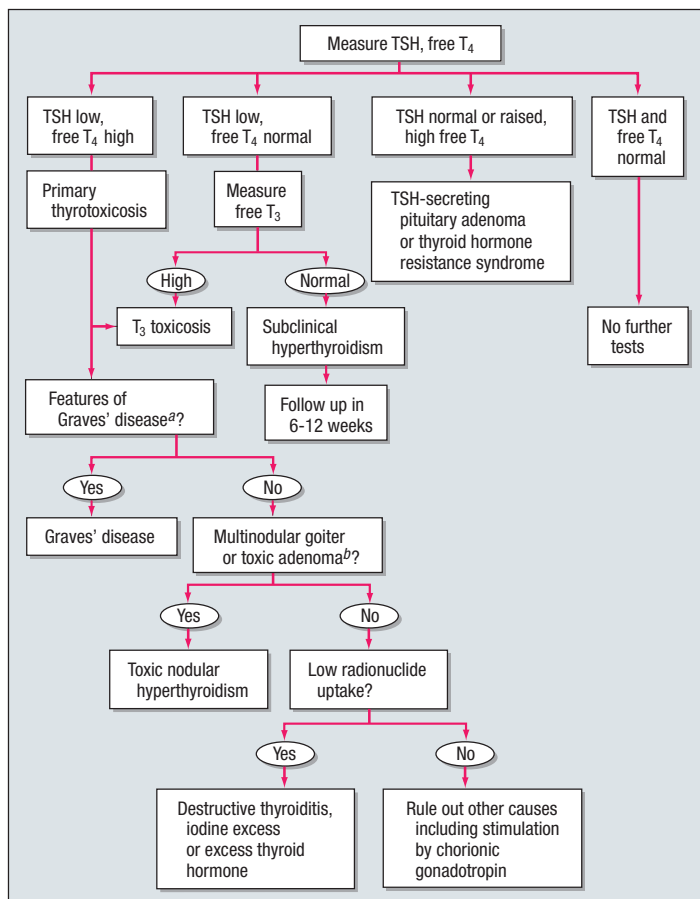 Measure TSH, free T₄
TSH low,
free T₄ high
TSH low,
free T₄ normal
TSH normal or raised,
high free T₄
TSH and
free T₄
normal
Primary
thyrotoxicosis
Measure
free T₃
TSH-secreting
pituitary adenoma
or thyroid hormone
resistance syndrome
High
Normal
T₃ toxicosis
Subclinical
hyperthyroidism
No further
tests
Features of
Graves’ diseaseᵃ?
Follow up in
6-12 weeks
Yes
No
Graves’ disease
Multinodular goiter
or toxic adenomaᵇ?
Yes
No
Toxic nodular
hyperthyroidism
Low radionuclide
uptake?
Yes
No
Destructive thyroiditis,
iodine excess
or excess thyroid
hormone
Rule out other causes
including stimulation
by chorionic
gonadotropin